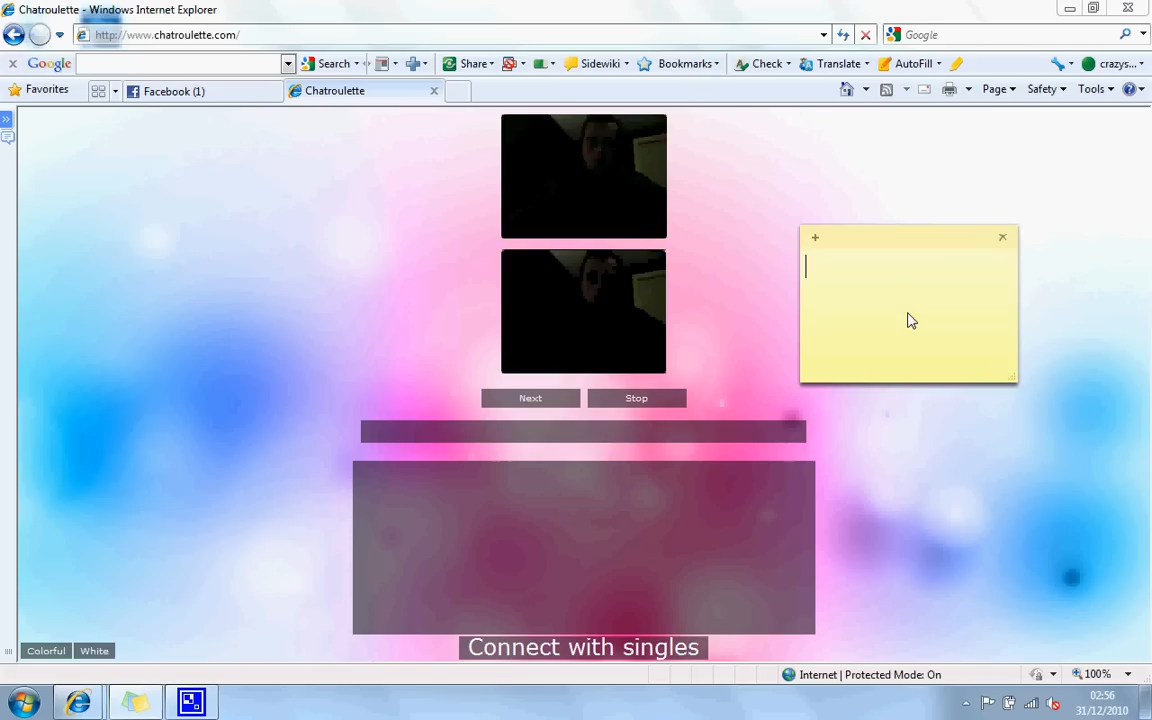 Chatroulette - Windows Internet Explorer
http://www.chatroulette.com/
Google
Google
Search
Share
Sidewiki
Bookmarks
Check
Translate
AutoFill
crazys...
Favorites
Facebook (1)
Chatroulette
Page
Safety
Tools
Next
Stop
Connect with singles
Colorful
White
Internet | Protected Mode: On
100%
02:56
31/12/2010